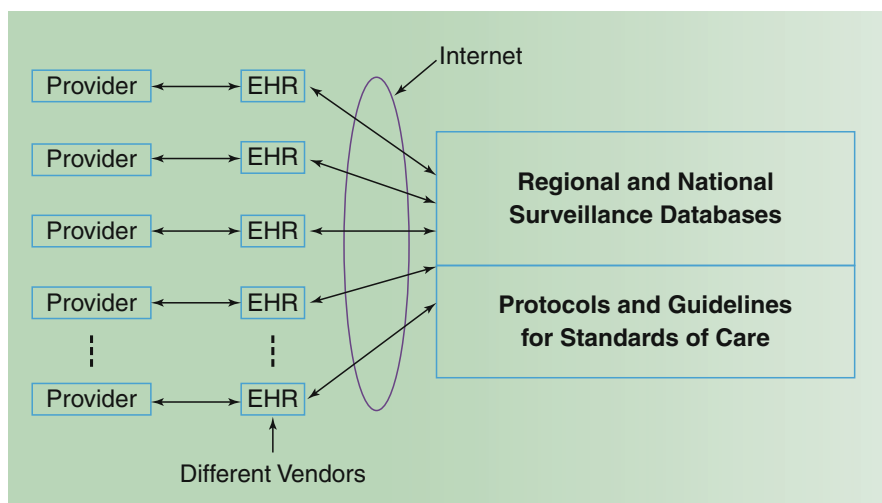 Internet
Provider
EHR
Provider
EHR
Provider
EHR
Provider
EHR
Provider
EHR
Regional and National
Surveillance Databases
Protocols and Guidelines
for Standards of Care
Different Vendors